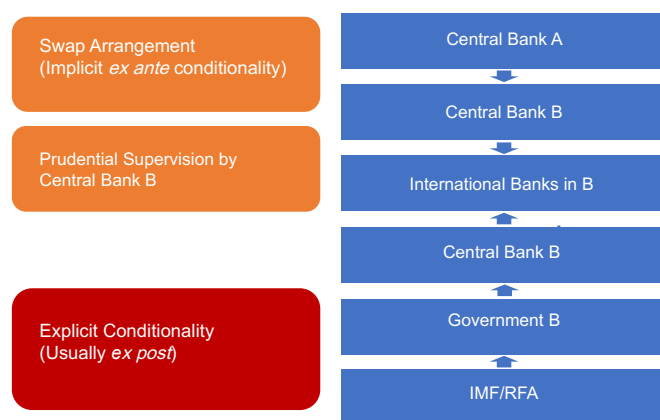 Swap Arrangement
(Implicit ex ante conditionality)
Prudential Supervision by
Central Bank B
Explicit Conditionality
(Usually ex post)
Central Bank A
Central Bank B
International Banks in B
Central Bank B
Government B
IMF/RFA